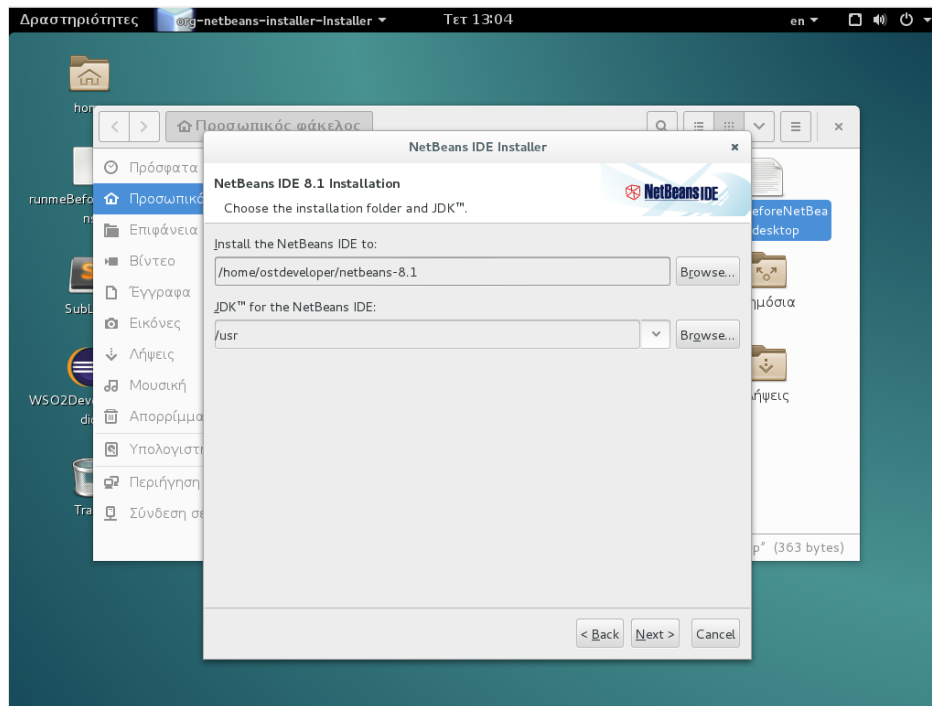 Δραστηριότητες org-netbeans-installer-Installer Τετ 13:04 en
Προσωπικός φάκελος
NetBeans IDE Installer
NetBeans IDE 8.1 Installation
Choose the installation folder and JDK™.
NetBeans IDE
Install the NetBeans IDE to:
/home/ostdeveloper/netbeans-8.1
Browse...
JDK™ for the NetBeans IDE:
/usr
Browse...
< Back
Next >
Cancel
Πρόσφατα
Επιφάνεια
Βίντεο
Έγγραφα
Εικόνες
Λήψεις
Μουσική
Περιήγηση
Σύνδεση
desktop
(363 bytes)